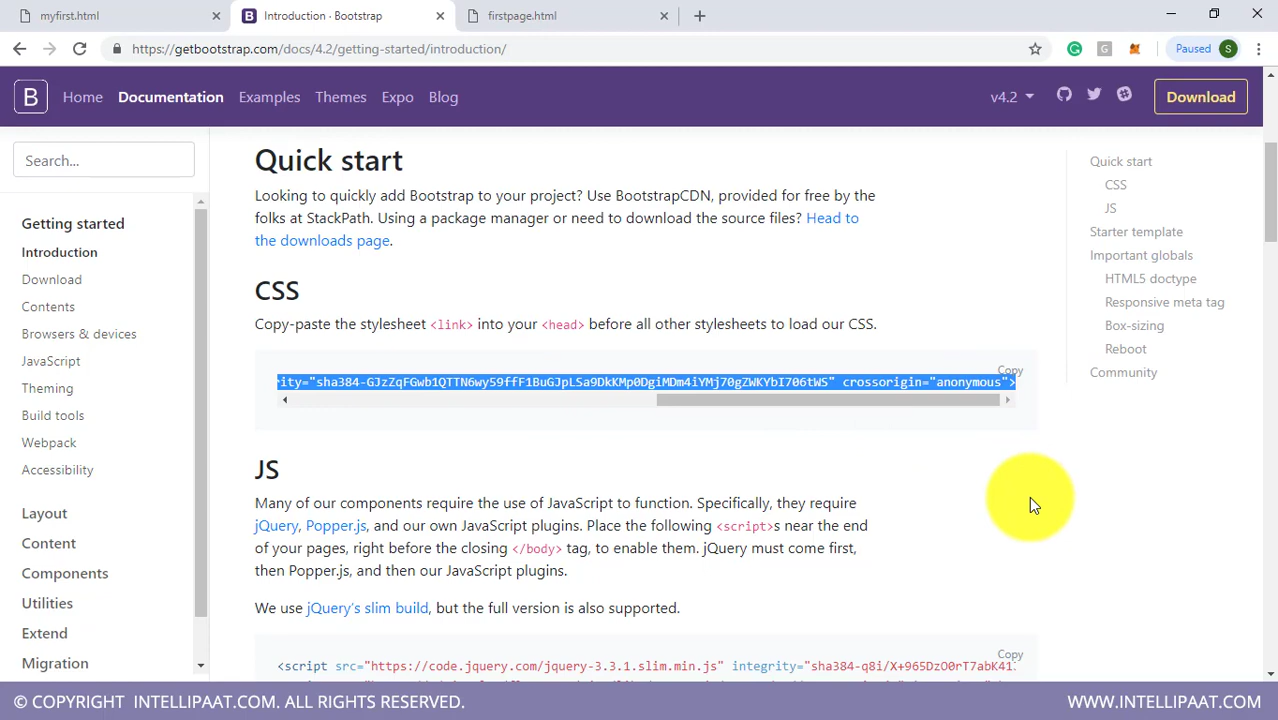 myfirst.html
Introduction · Bootstrap
firstpage.html
https://getbootstrap.com/docs/4.2/getting-started/introduction/
G
Paused
S
B
Home
Documentation
Examples
Themes
Expo
Blog
v4.2
Download
Search...
Getting started
Introduction
Download
Contents
Browsers & devices
JavaScript
Theming
Build tools
Webpack
Accessibility
Layout
Content
Components
Utilities
Extend
Migration
Quick start
Looking to quickly add Bootstrap to your project? Use BootstrapCDN, provided for free by the
folks at StackPath. Using a package manager or need to download the source files? Head to
the downloads page.
CSS
Copy-paste the stylesheet <link> into your <head> before all other stylesheets to load our CSS.
Copy
rity="sha384-GJzZqFGwb1QTTN6wy59ffF1BuGJpLSa9DkKMp0DgiMDm4iYMj70gZWKYbI706tWS" crossorigin="anonymous">
JS
Many of our components require the use of JavaScript to function. Specifically, they require
jQuery, Popper.js, and our own JavaScript plugins. Place the following <script>s near the end
of your pages, right before the closing </body> tag, to enable them. jQuery must come first,
then Popper.js, and then our JavaScript plugins.
We use jQuery's slim build, but the full version is also supported.
Copy
<script src="https://code.jquery.com/jquery-3.3.1.slim.min.js" integrity="sha384-q8i/X+965DzO0rT7abK41
Quick start
CSS
JS
Starter template
Important globals
HTML5 doctype
Responsive meta tag
Box-sizing
Reboot
Community
© COPYRIGHT INTELLIPAAT.COM. ALL RIGHTS RESERVED.
WWW.INTELLIPAAT.COM